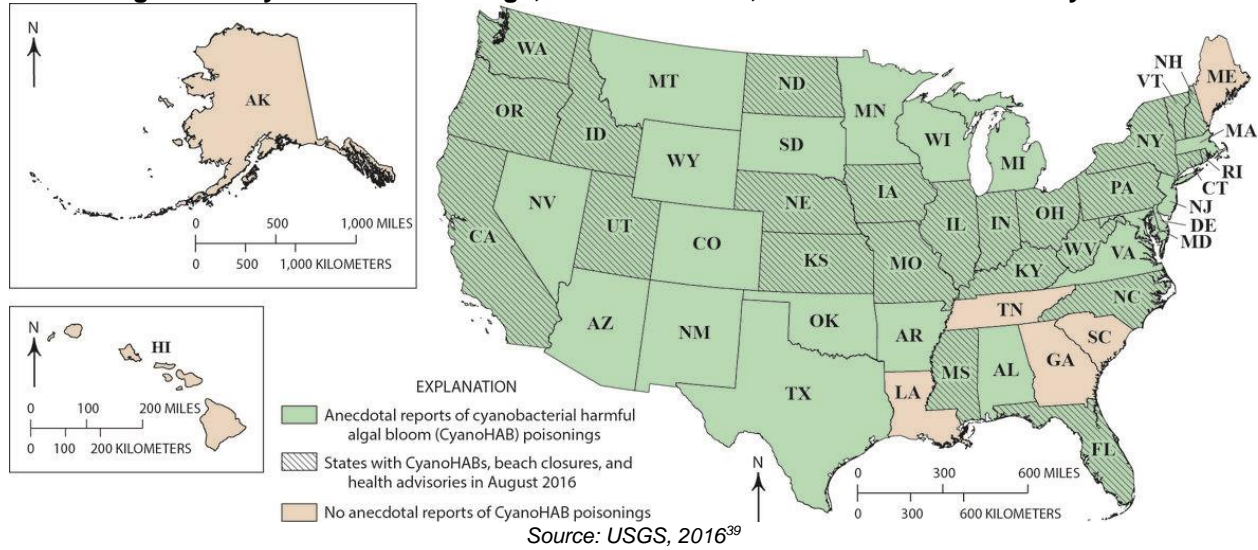 N
AK
0 500 1,000 MILES
0 500 1,000 KILOMETERS
N
HI
0 100 200 MILES
0 100 200 KILOMETERS
WA
OR
CA
ID
NV
UT
AZ
MT
WY
CO
NM
ND
SD
NE
KS
OK
TX
MN
IA
MO
AR
LA
WI
IL
MS
MI
IN
KY
TN
AL
OH
WV
GA
FL
SC
NC
VA
PA
NY
VT
NH
ME
MA
RI
CT
NJ
DE
MD
EXPLANATION
Anecdotal reports of cyanobacterial harmful
algal bloom (CyanoHAB) poisonings
States with CyanoHABs, beach closures, and
health advisories in August 2016
No anecdotal reports of CyanoHAB poisonings
N
0 300 600 MILES
0 300 600 KILOMETERS
Source: USGS, 2016³⁹